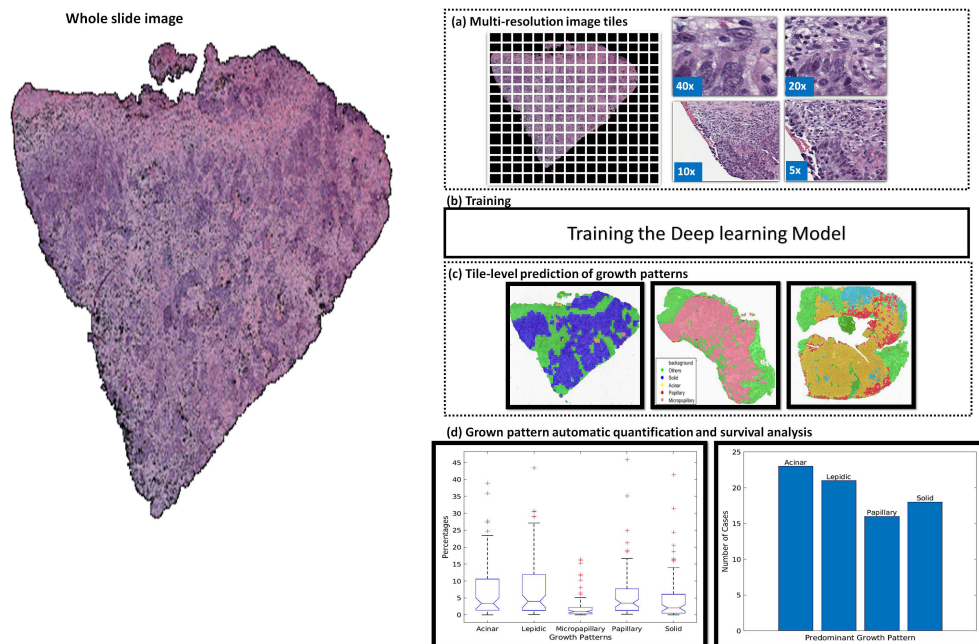 Whole slide image
(a) Multi-resolution image tiles
40x
20x
10x
5x
(b) Training
Training the Deep learning Model
(c) Tile-level prediction of growth patterns
background
Others
Solid
Acinar
Papillary
Micropapillary
(d) Grown pattern automatic quantification and survival analysis
Percentages
45
40
35
30
25
20
15
10
5
0
Acinar Lepidic Micropapillary Papillary Solid
Growth Patterns
Number of Cases
25
20
15
10
5
0
Acinar
Lepidic
Papillary
Solid
Predominant Growth Pattern